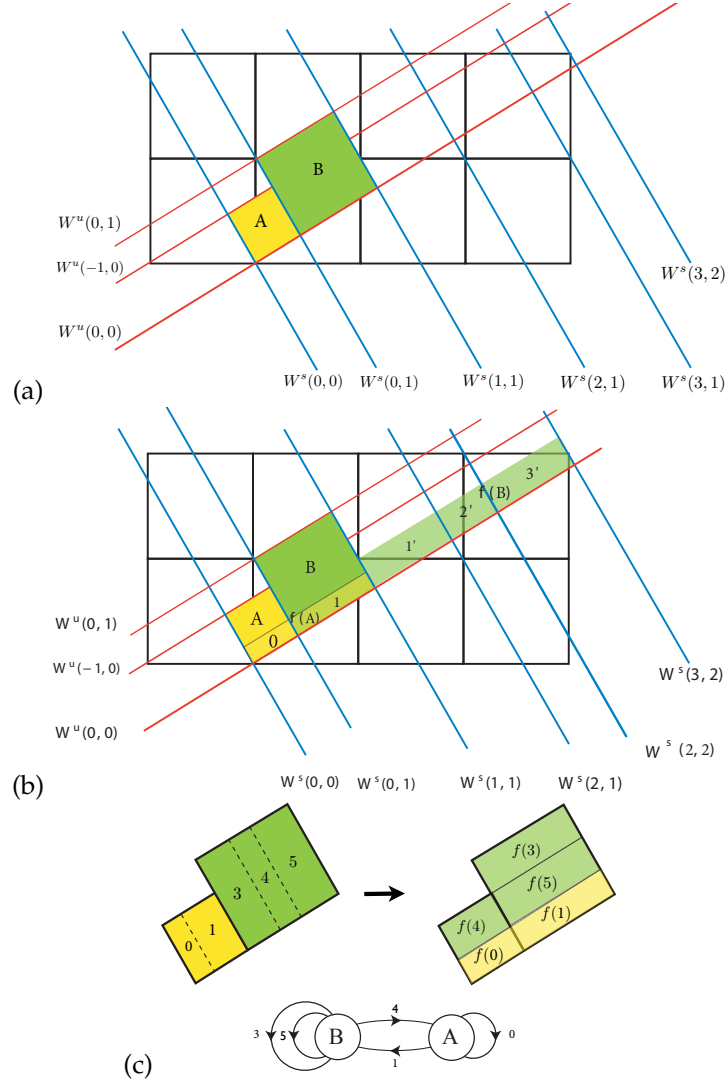 B
A
W^u(0, 1)
W^u(−1, 0)
W^s(3, 2)
W^u(0, 0)
W^s(0, 0)
W^s(0, 1)
W^s(1, 1)
W^s(2, 1)
W^s(3, 1)
(a)
3'
f(B)
2'
1'
B
1
A
f(A)
0
W^u(0, 1)
W^u(−1, 0)
W^s(3, 2)
W^u(0, 0)
W^s(2, 2)
W^s(0, 0)
W^s(0, 1)
W^s(1, 1)
W^s(2, 1)
(b)
5
4
3
1
0
f(3)
f(5)
f(1)
f(4)
f(0)
4
3
5
B
A
0
1
(c)